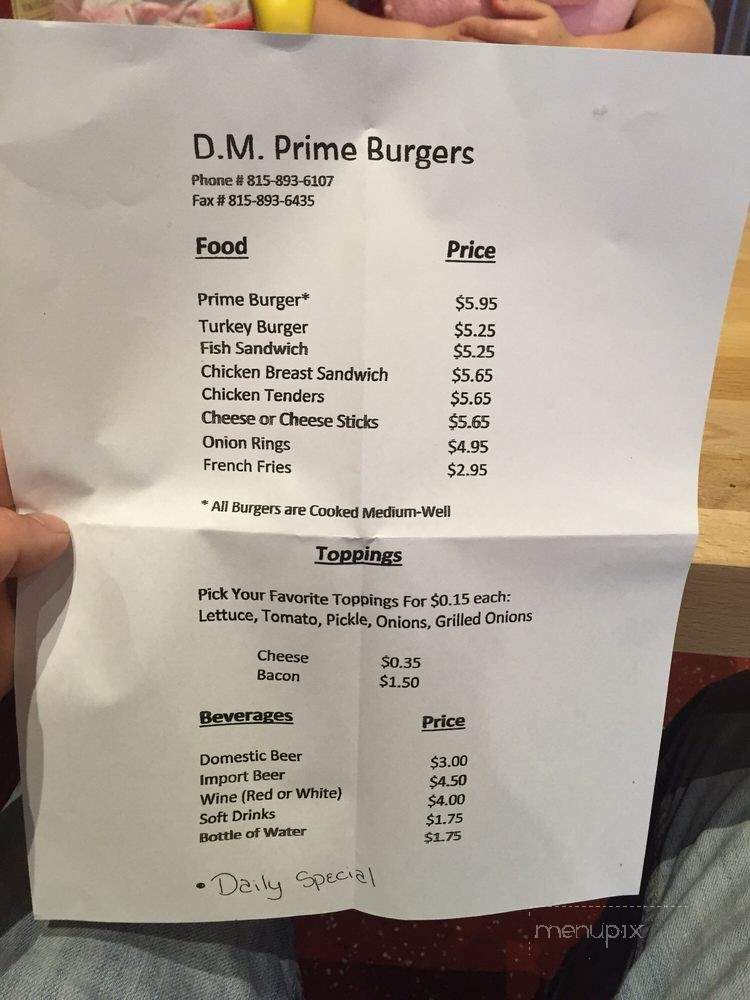 D.M. Prime Burgers
Phone # 815-893-6107
Fax # 815-893-6435
Food Price
Prime Burger* $5.95
Turkey Burger $5.25
Fish Sandwich $5.25
Chicken Breast Sandwich $5.65
Chicken Tenders $5.65
Cheese or Cheese Sticks $5.65
Onion Rings $4.95
French Fries $2.95
* All Burgers are Cooked Medium-Well
Toppings
Pick Your Favorite Toppings For $0.15 each:
Lettuce, Tomato, Pickle, Onions, Grilled Onions
Cheese $0.35
Bacon $1.50
Beverages Price
Domestic Beer $3.00
Import Beer $4.50
Wine (Red or White) $4.00
Soft Drinks $1.75
Bottle of Water $1.75
• Daily Special
menupix